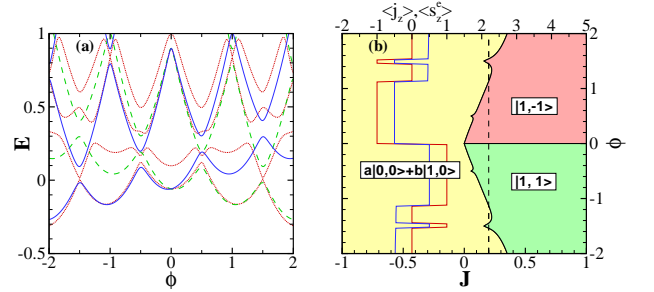 (a)
E
1
0.5
0
-0.5
-2 -1 0 1 2
ϕ
<j_z>,<s_z^e>
-2 -1 0 1 2 3 4 5
(b)
|1,-1>
a|0,0>+b|1,0>
|1, 1>
2
1
0
-1
-2
ϕ
-1 -0.5 0 0.5 1
J